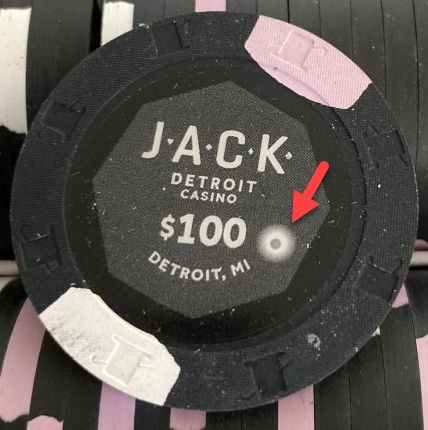 J·A·C·K·
DETROIT
CASINO
$100
DETROIT, MI